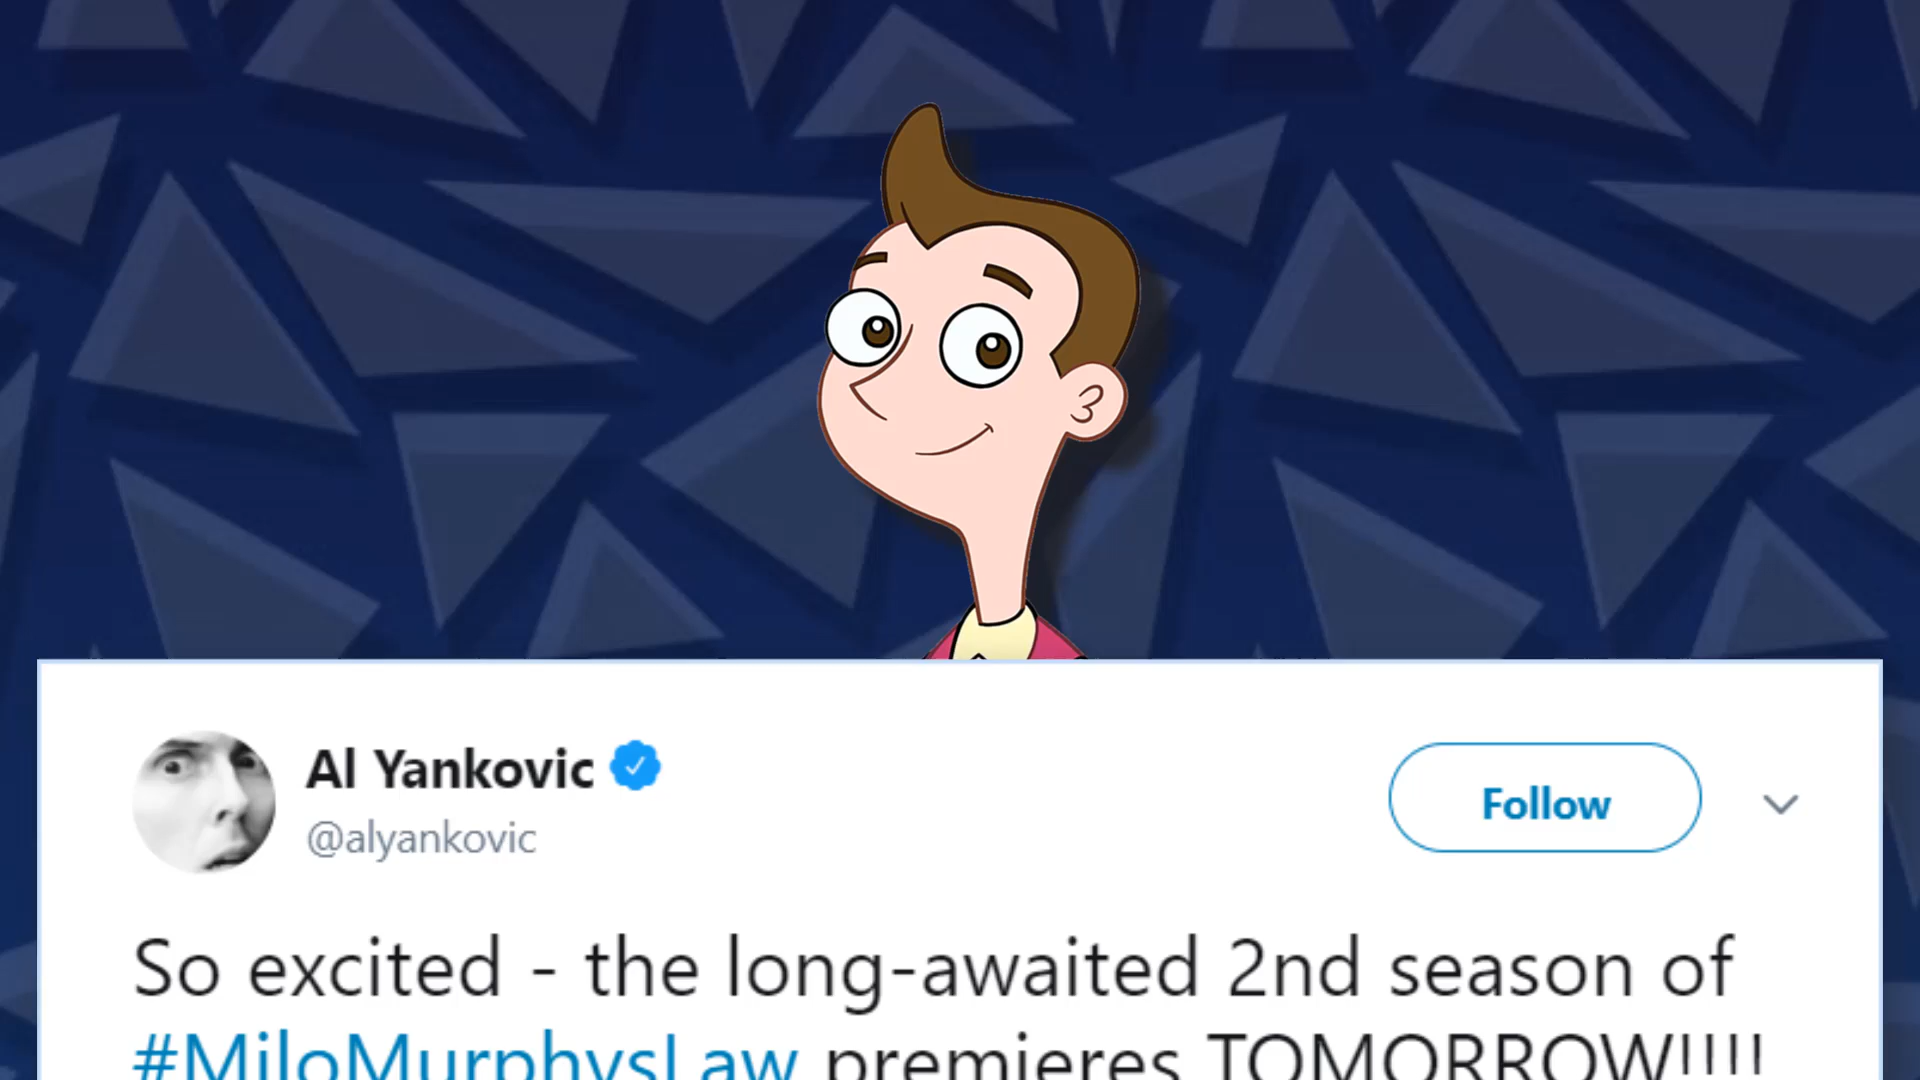 Al Yankovic
@alyankovic
Follow
So excited - the long-awaited 2nd season of
#MiloMurphysLaw premieres TOMORROW!!!!